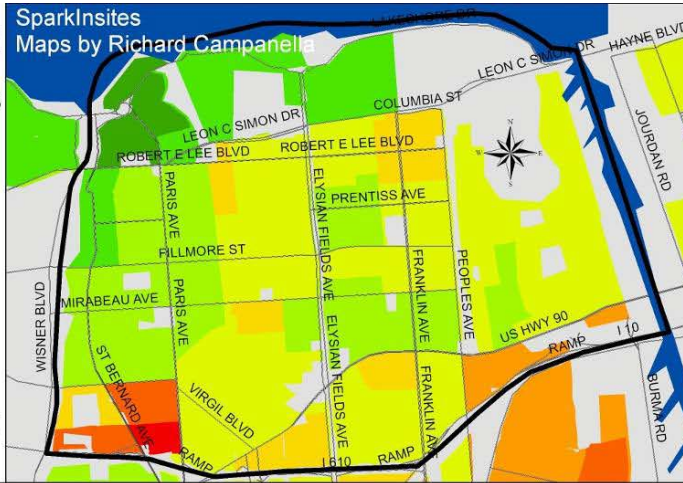 SparkInsites
Maps by Richard Campanella
LAKESHORE DR
HAYNE BLVD
LEON C SIMON DR
COLUMBIA ST
LEON C SIMON DR
ROBERT E LEE BLVD
ROBERT E LEE BLVD
N
W
E
S
JOURDAN RD
PARIS AVE
ELYSIAN FIELDS AVE
PRENTISS AVE
FILLMORE ST
FRANKLIN AVE
PEOPLES AVE
MIRABEAU AVE
WISNER BLVD
PARIS AVE
ELYSIAN FIELDS AVE
US HWY 90
I 10
RAMP
ST BERNARD AVE
VIRGIL BLVD
FRANKLIN AVE
BURMA RD
RAMP
I 610
RAMP